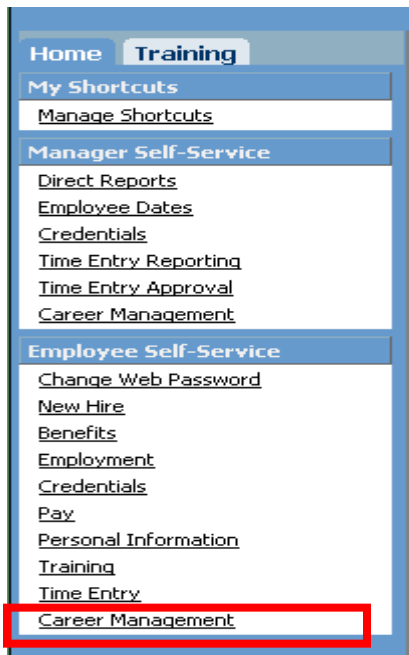 Home Training
My Shortcuts
Manage Shortcuts
Manager Self-Service
Direct Reports
Employee Dates
Credentials
Time Entry Reporting
Time Entry Approval
Career Management
Employee Self-Service
Change Web Password
New Hire
Benefits
Employment
Credentials
Pay
Personal Information
Training
Time Entry
Career Management